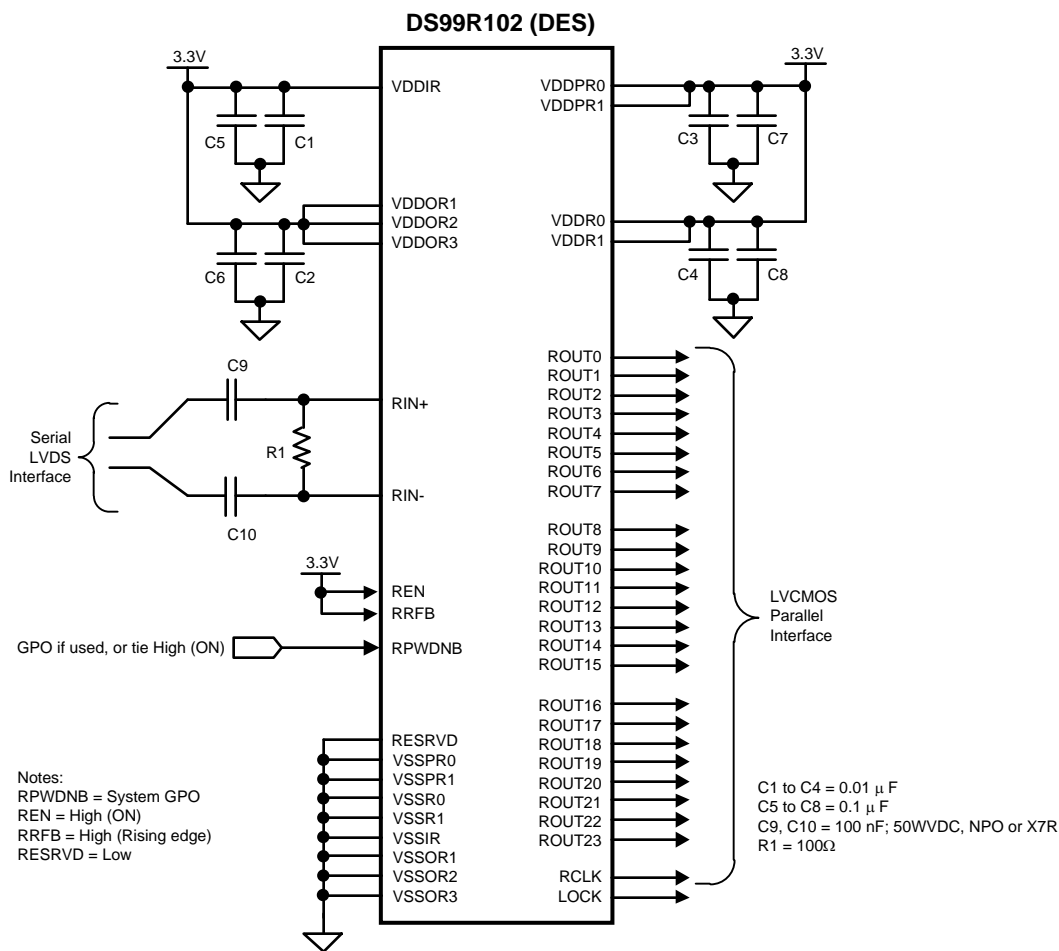 DS99R102 (DES)
3.3V
VDDIR
C5
C1
VDDOR1
VDDOR2
VDDOR3
C6
C2
3.3V
VDDPR0
VDDPR1
C3
C7
VDDR0
VDDR1
C4
C8
Serial
LVDS
Interface
C9
R1
C10
RIN+
RIN-
3.3V
REN
RRFB
GPO if used, or tie High (ON)
RPWDNB
RESRVD
VSSPR0
VSSPR1
VSSR0
VSSR1
VSSIR
VSSOR1
VSSOR2
VSSOR3
Notes:
RPWDNB = System GPO
REN = High (ON)
RRFB = High (Rising edge)
RESRVD = Low
ROUT0
ROUT1
ROUT2
ROUT3
ROUT4
ROUT5
ROUT6
ROUT7
ROUT8
ROUT9
ROUT10
ROUT11
ROUT12
ROUT13
ROUT14
ROUT15
ROUT16
ROUT17
ROUT18
ROUT19
ROUT20
ROUT21
ROUT22
ROUT23
RCLK
LOCK
LVCMOS
Parallel
Interface
C1 to C4 = 0.01 μ F
C5 to C8 = 0.1 μ F
C9, C10 = 100 nF; 50WVDC, NPO or X7R
R1 = 100Ω